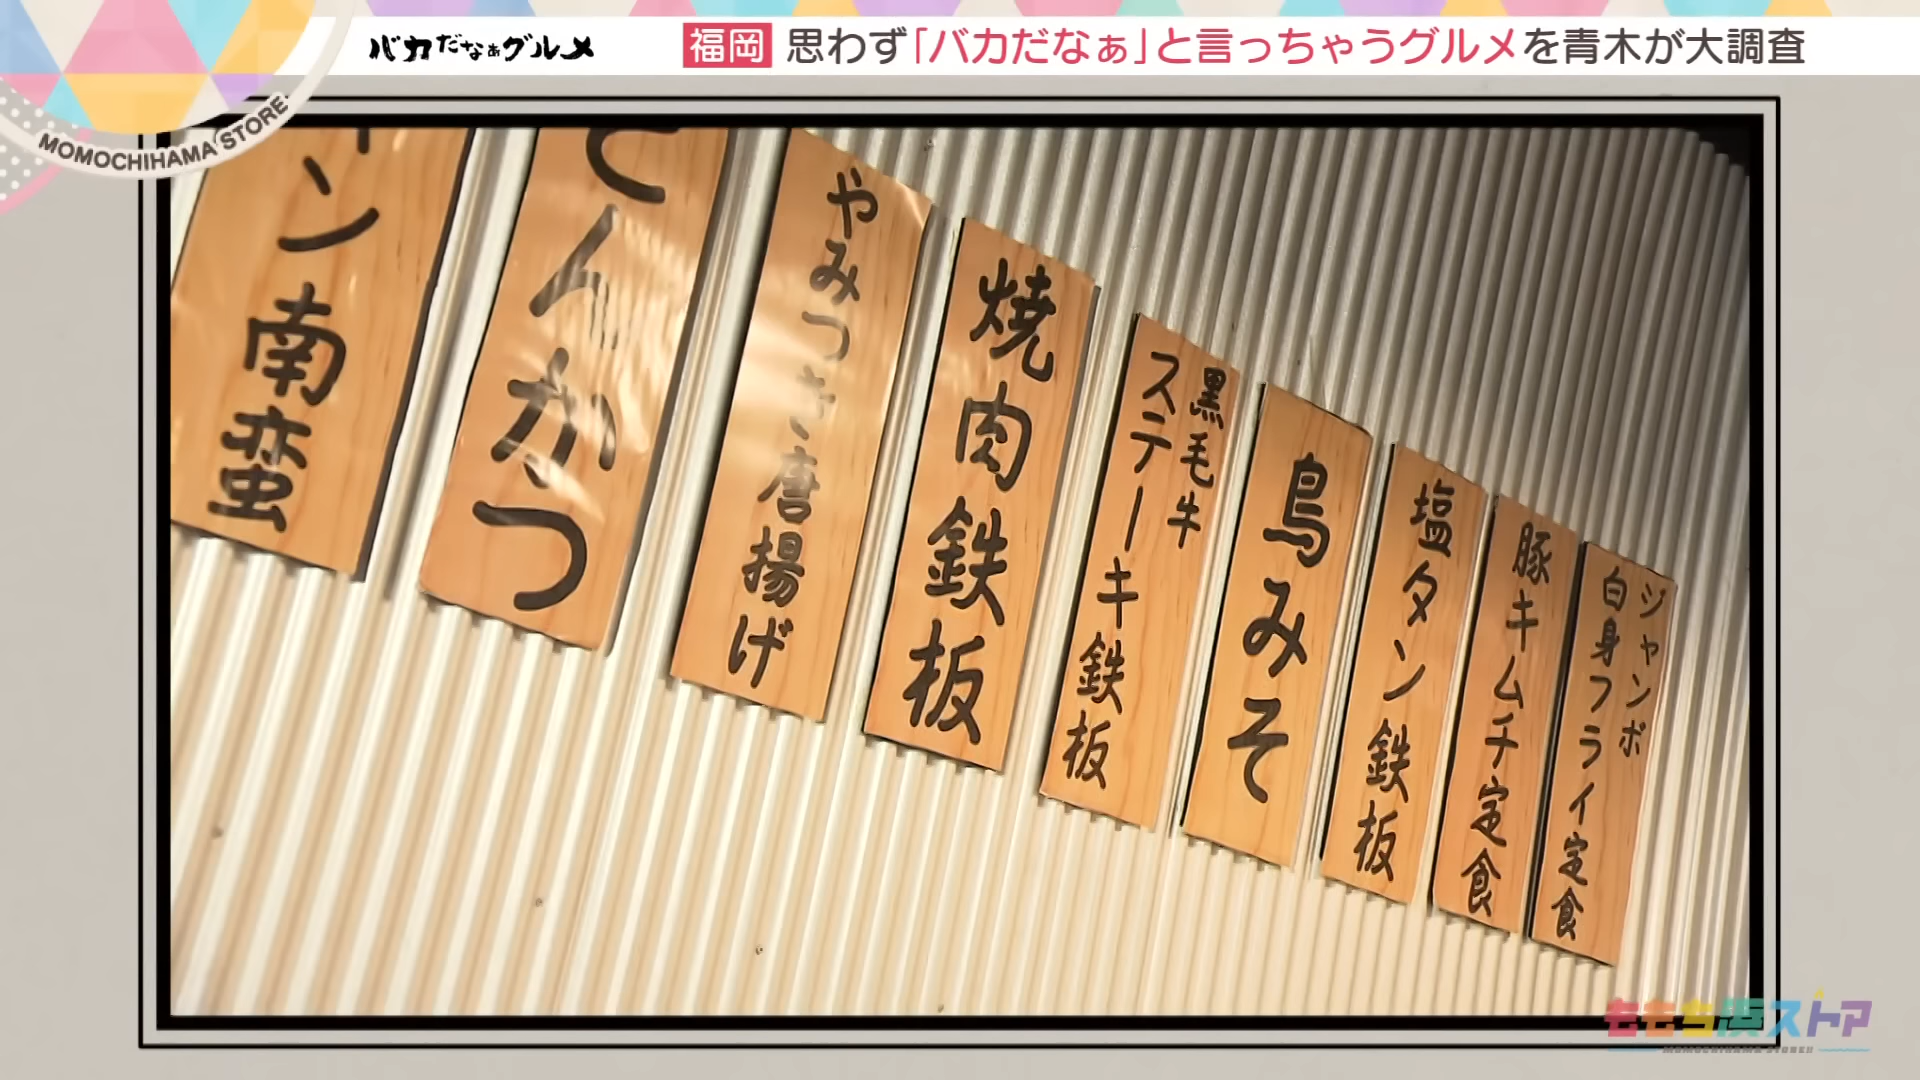 バカだなぁグルメ
福岡 思わず「バカだなぁ」と言っちゃうグルメを青木が大調査
MOMOCHIHAMA STORE
ン南蛮
とんかつ
やみつき唐揚げ
焼肉鉄板
黒毛牛
ステーキ鉄板
鳥みそ
塩タン鉄板
豚キムチ定食
ジャンボ
白身フライ定食
ももち浜ストア